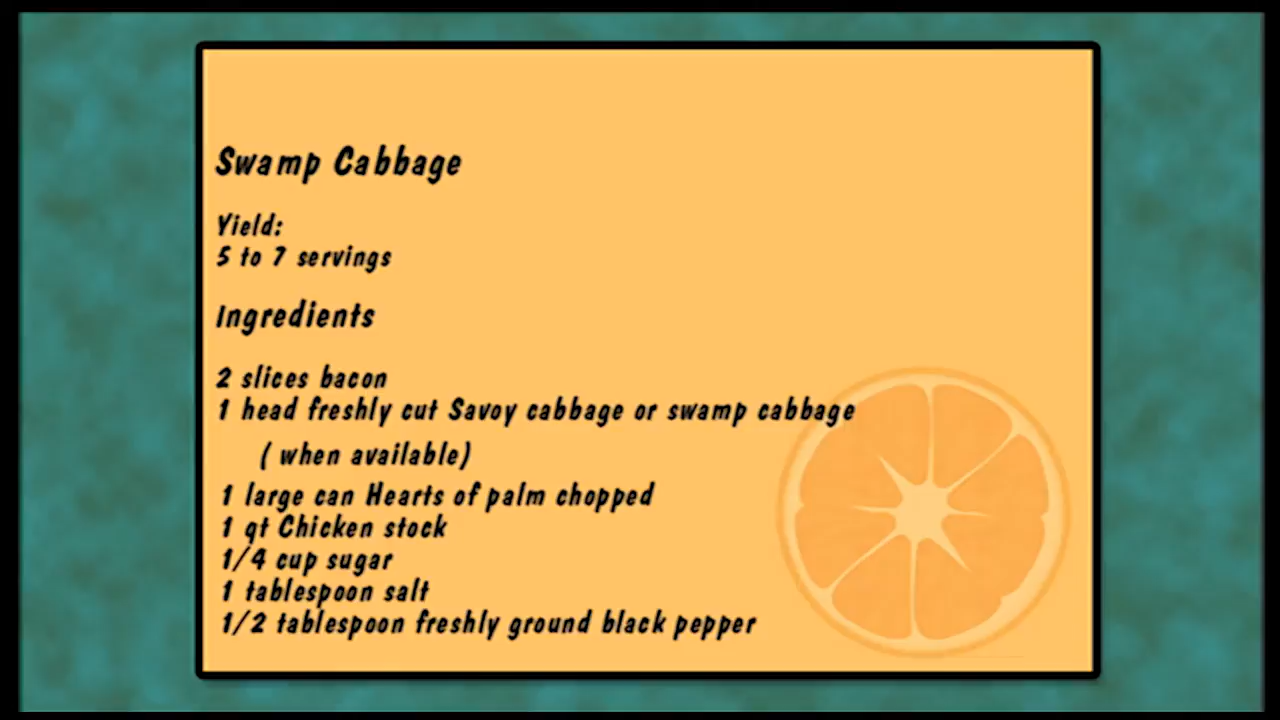 Swamp Cabbage
Yield:
5 to 7 servings
Ingredients
2 slices bacon
1 head freshly cut Savoy cabbage or swamp cabbage
( when available)
1 large can Hearts of palm chopped
1 qt Chicken stock
1/4 cup sugar
1 tablespoon salt
1/2 tablespoon freshly ground black pepper